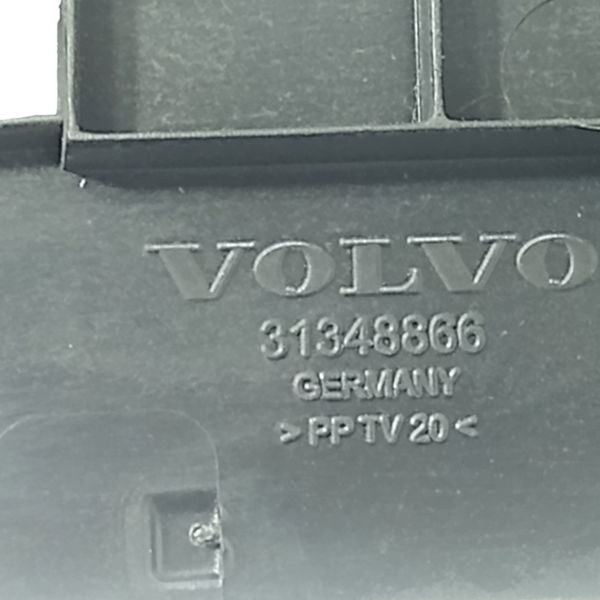 VOLVO
31348866
GERMANY
>PP TV 20<